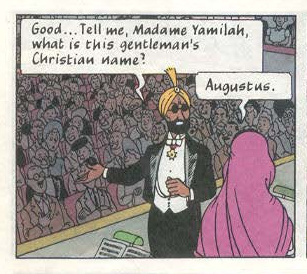 Good...Tell me, Madame Yamilah,
what is this gentleman's
Christian name?
Augustus.